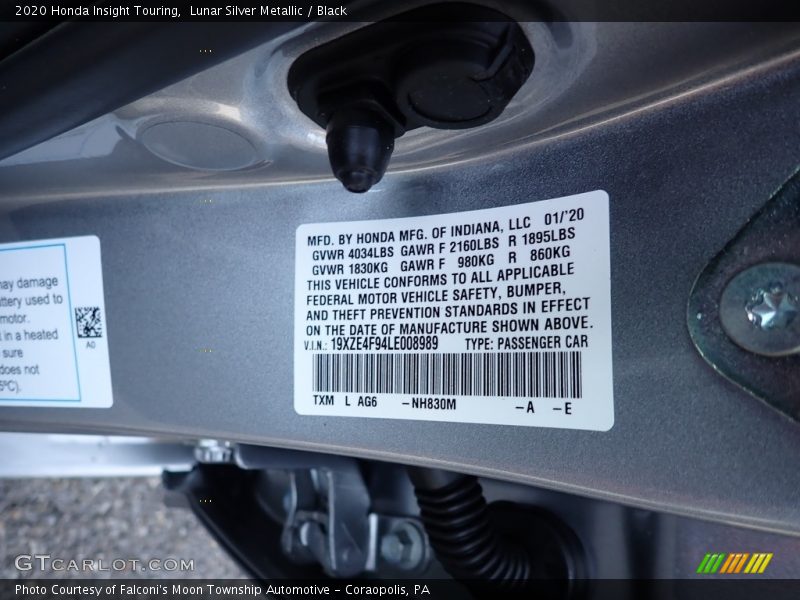 2020 Honda Insight Touring,  Lunar Silver Metallic / Black
MFD. BY HONDA MFG. OF INDIANA, LLC 01/'20
GVWR 4034LBS GAWR F 2160LBS R 1895LBS
GVWR 1830KG GAWR F 980KG R 860KG
THIS VEHICLE CONFORMS TO ALL APPLICABLE
FEDERAL MOTOR VEHICLE SAFETY, BUMPER,
AND THEFT PREVENTION STANDARDS IN EFFECT
ON THE DATE OF MANUFACTURE SHOWN ABOVE.
V.I.N.: 19XZE4F94LE008989 TYPE: PASSENGER CAR
TXM L AG6 -NH830M -A -E
may damage
used to
motor.
in a heated
sure
does not
A0
GTCARLOT.COM
Photo Courtesy of Falconi's Moon Township Automotive - Coraopolis, PA